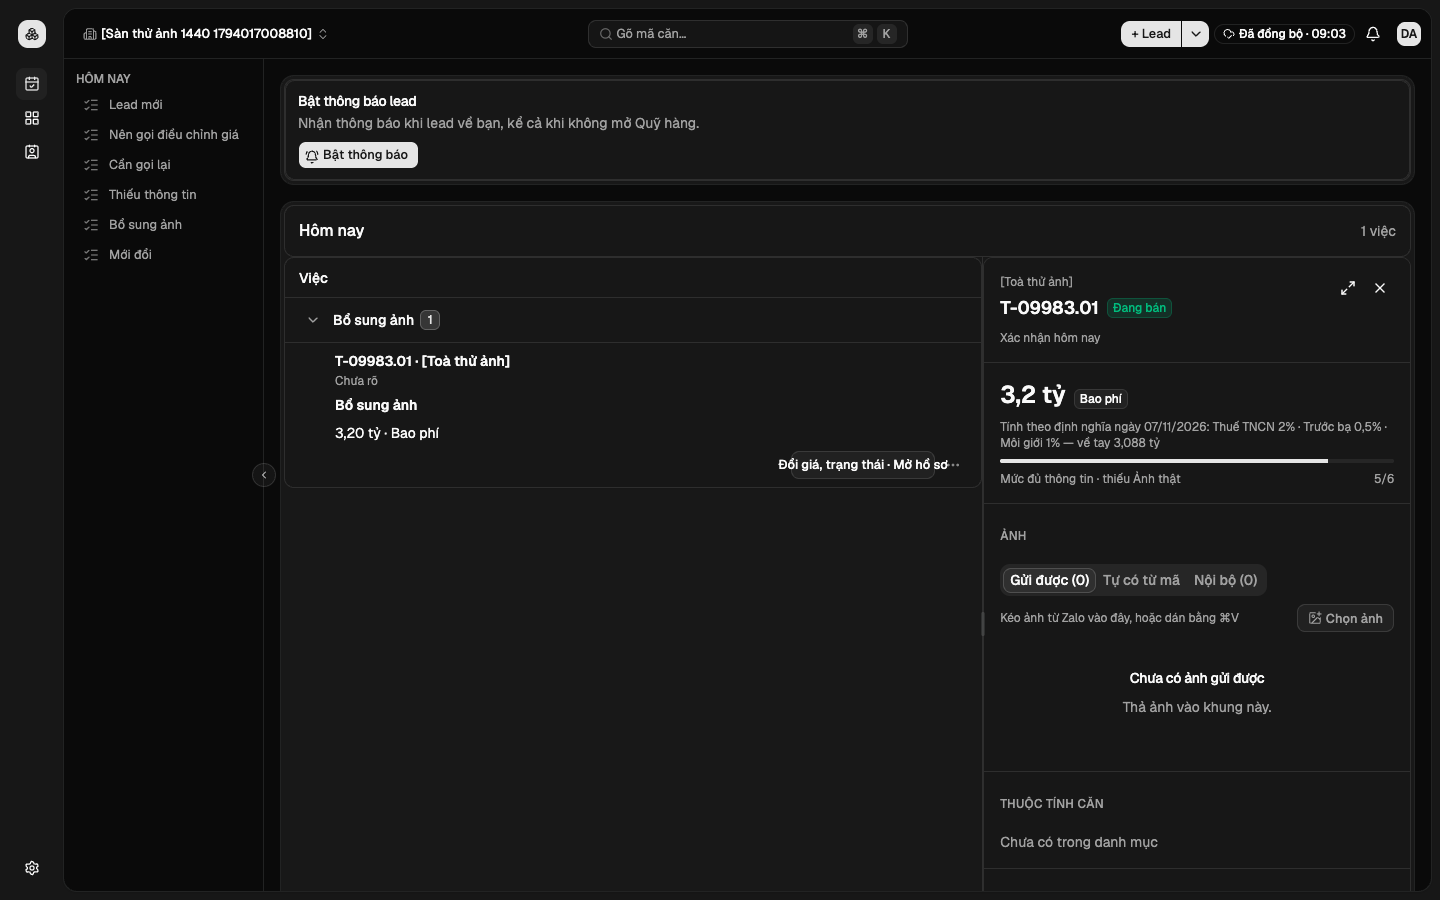 [Sàn thử ảnh 1440 1794017008810]
Gõ mã căn...
⌘ K
+ Lead
Đã đồng bộ · 09:03
DA
HÔM NAY
Lead mới
Nên gọi điều chỉnh giá
Cần gọi lại
Thiếu thông tin
Bổ sung ảnh
Mới đổi
Bật thông báo lead
Nhận thông báo khi lead về bạn, kể cả khi không mở Quỹ hàng.
Bật thông báo
Hôm nay
1 việc
Việc
Bổ sung ảnh 1
T-09983.01 · [Toà thử ảnh]
Chưa rõ
Bổ sung ảnh
3,20 tỷ · Bao phí
Đổi giá, trạng thái · Mở hồ sơ
[Toà thử ảnh]
T-09983.01 Đang bán
Xác nhận hôm nay
3,2 tỷ Bao phí
Tính theo định nghĩa ngày 07/11/2026: Thuế TNCN 2% · Trước bạ 0,5% ·
Môi giới 1% — về tay 3,088 tỷ
Mức đủ thông tin · thiếu Ảnh thật
5/6
ẢNH
Gửi được (0) Tự có từ mã Nội bộ (0)
Kéo ảnh từ Zalo vào đây, hoặc dán bằng ⌘V
Chọn ảnh
Chưa có ảnh gửi được
Thả ảnh vào khung này.
THUỘC TÍNH CĂN
Chưa có trong danh mục